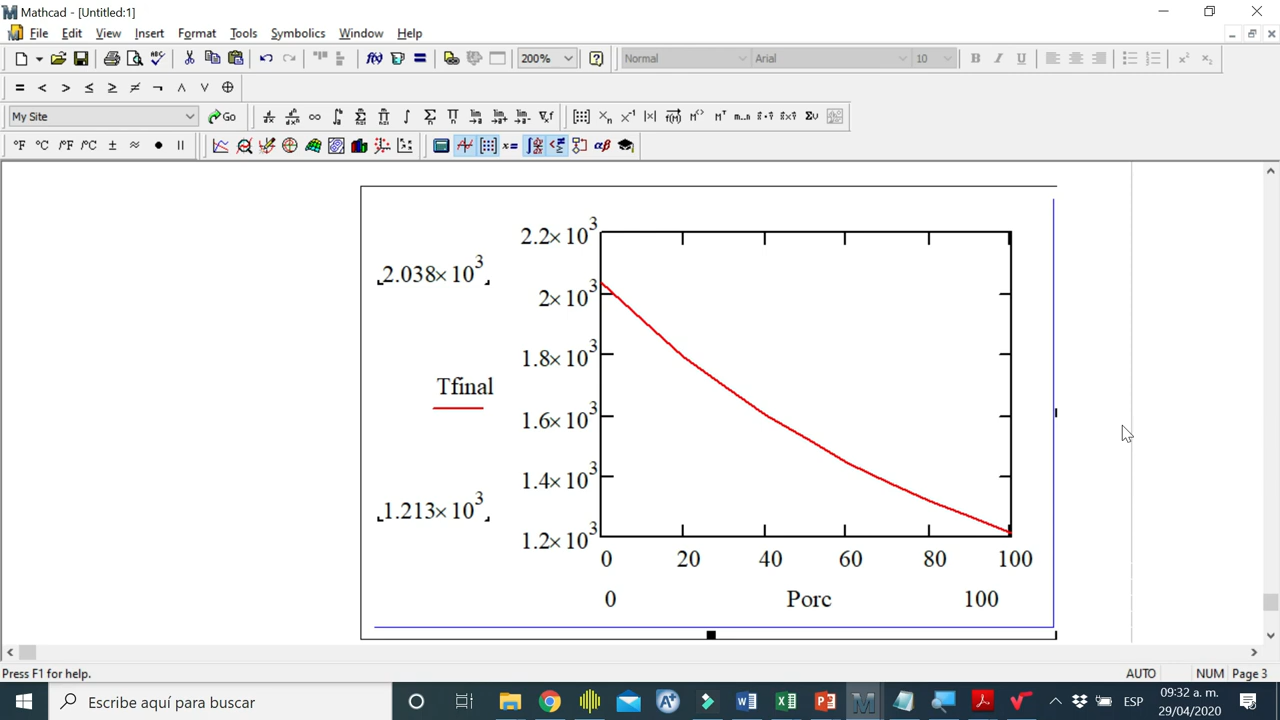 Mathcad - [Untitled:1]
File Edit View Insert Format Tools Symbolics Window Help
200% Normal Arial 10 B I U
My Site Go
2.2×10³
2.038×10³
2×10³
1.8×10³
Tfinal
1.6×10³
1.4×10³
1.213×10³
1.2×10³
0 20 40 60 80 100
0 Porc 100
Press F1 for help. AUTO NUM Page 3
Escribe aquí para buscar
ESP
09:32 a. m.
29/04/2020